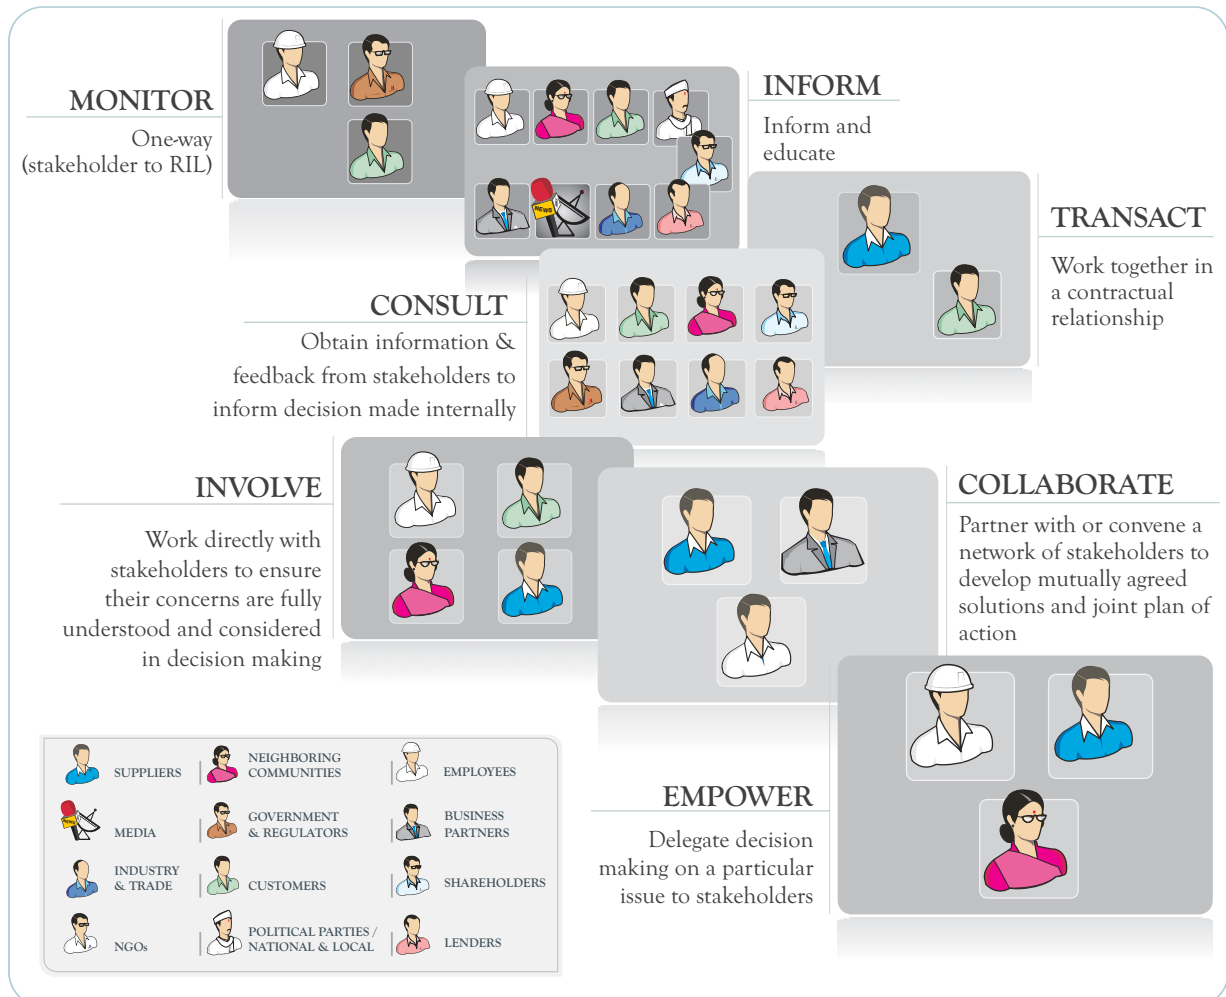 MONITOR
One-way
(stakeholder to RIL)
INFORM
Inform and
educate
NEWS
TRANSACT
Work together in
a contractual
relationship
CONSULT
Obtain information &
feedback from stakeholders to
inform decision made internally
INVOLVE
Work directly with
stakeholders to ensure
their concerns are fully
understood and considered
in decision making
COLLABORATE
Partner with or convene a
network of stakeholders to
develop mutually agreed
solutions and joint plan of
action
EMPOWER
Delegate decision
making on a particular
issue to stakeholders
SUPPLIERS
NEIGHBORING
COMMUNITIES
EMPLOYEES
NEWS
MEDIA
GOVERNMENT
& REGULATORS
BUSINESS
PARTNERS
INDUSTRY
& TRADE
CUSTOMERS
SHAREHOLDERS
NGOs
POLITICAL PARTIES /
NATIONAL & LOCAL
LENDERS